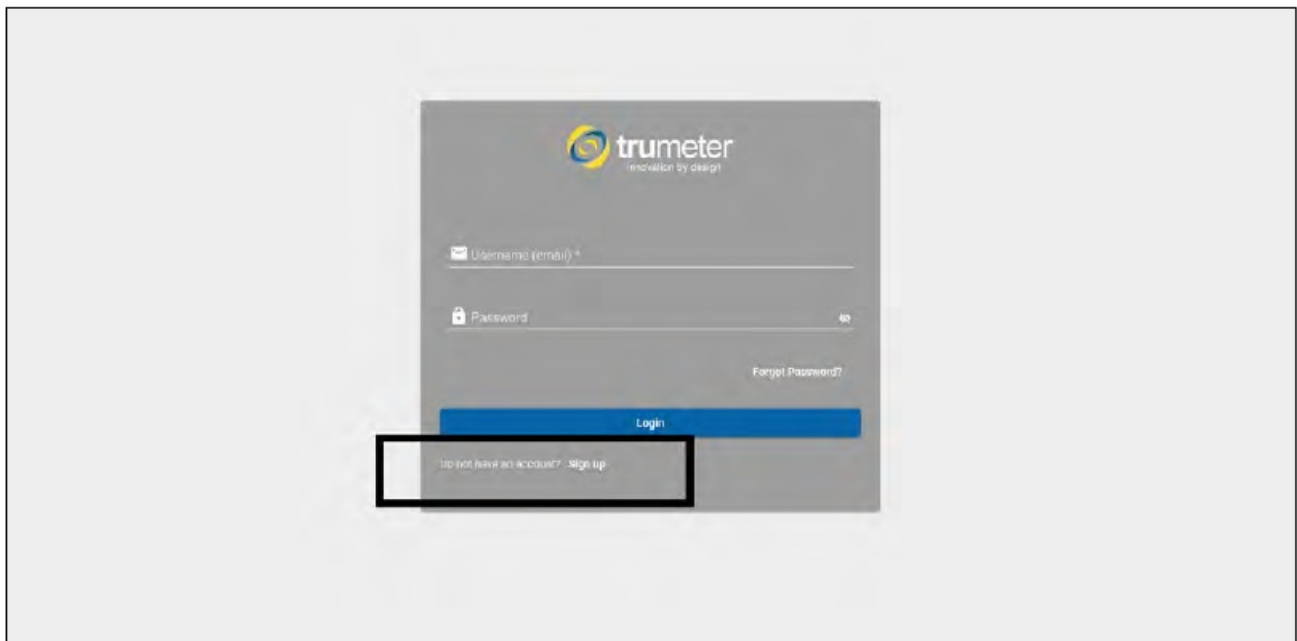 trumeter
innovation by design
Username (email) *
Password
Forgot Password?
Login
Do not have an account? Sign up